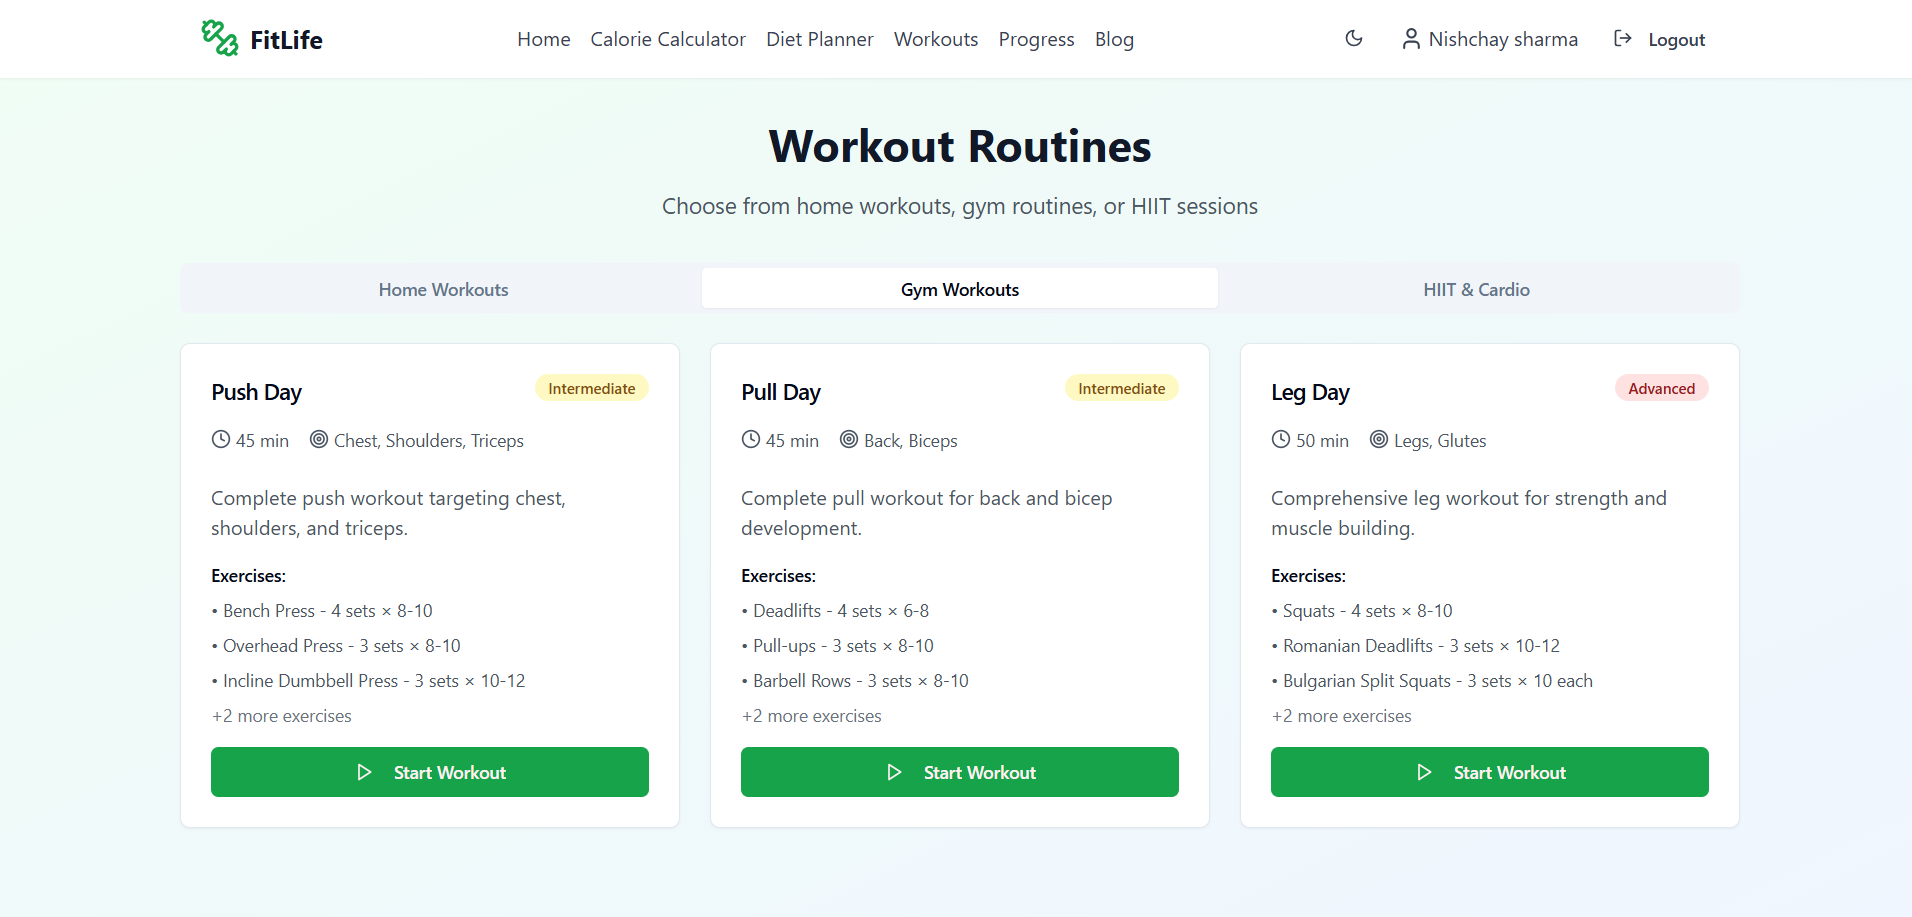 FitLife
Home Calorie Calculator Diet Planner Workouts Progress Blog
Nishchay sharma
Logout
Workout Routines
Choose from home workouts, gym routines, or HIIT sessions
Home Workouts
Gym Workouts
HIIT & Cardio
Push Day
Intermediate
45 min Chest, Shoulders, Triceps
Complete push workout targeting chest,
shoulders, and triceps.
Exercises:
• Bench Press - 4 sets × 8-10
• Overhead Press - 3 sets × 8-10
• Incline Dumbbell Press - 3 sets × 10-12
+2 more exercises
Start Workout
Pull Day
Intermediate
45 min Back, Biceps
Complete pull workout for back and bicep
development.
Exercises:
• Deadlifts - 4 sets × 6-8
• Pull-ups - 3 sets × 8-10
• Barbell Rows - 3 sets × 8-10
+2 more exercises
Start Workout
Leg Day
Advanced
50 min Legs, Glutes
Comprehensive leg workout for strength and
muscle building.
Exercises:
• Squats - 4 sets × 8-10
• Romanian Deadlifts - 3 sets × 10-12
• Bulgarian Split Squats - 3 sets × 10 each
+2 more exercises
Start Workout